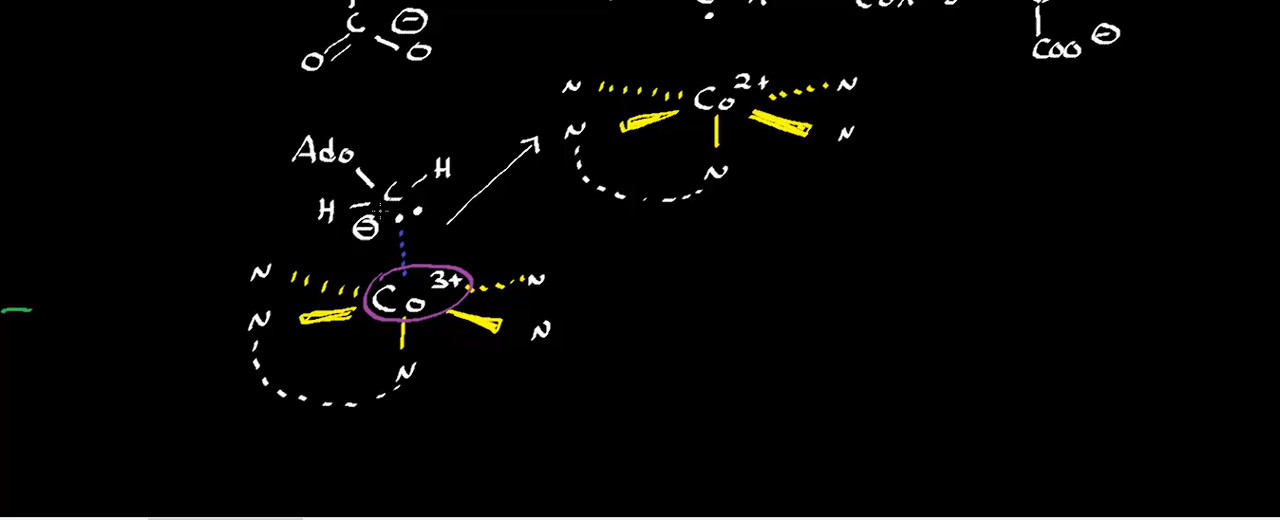 C ⊖
O O
COO ⊖
N Co 2+ N
N N
N
Ado
C H
H ⊖
N Co 3+ N
N N
N